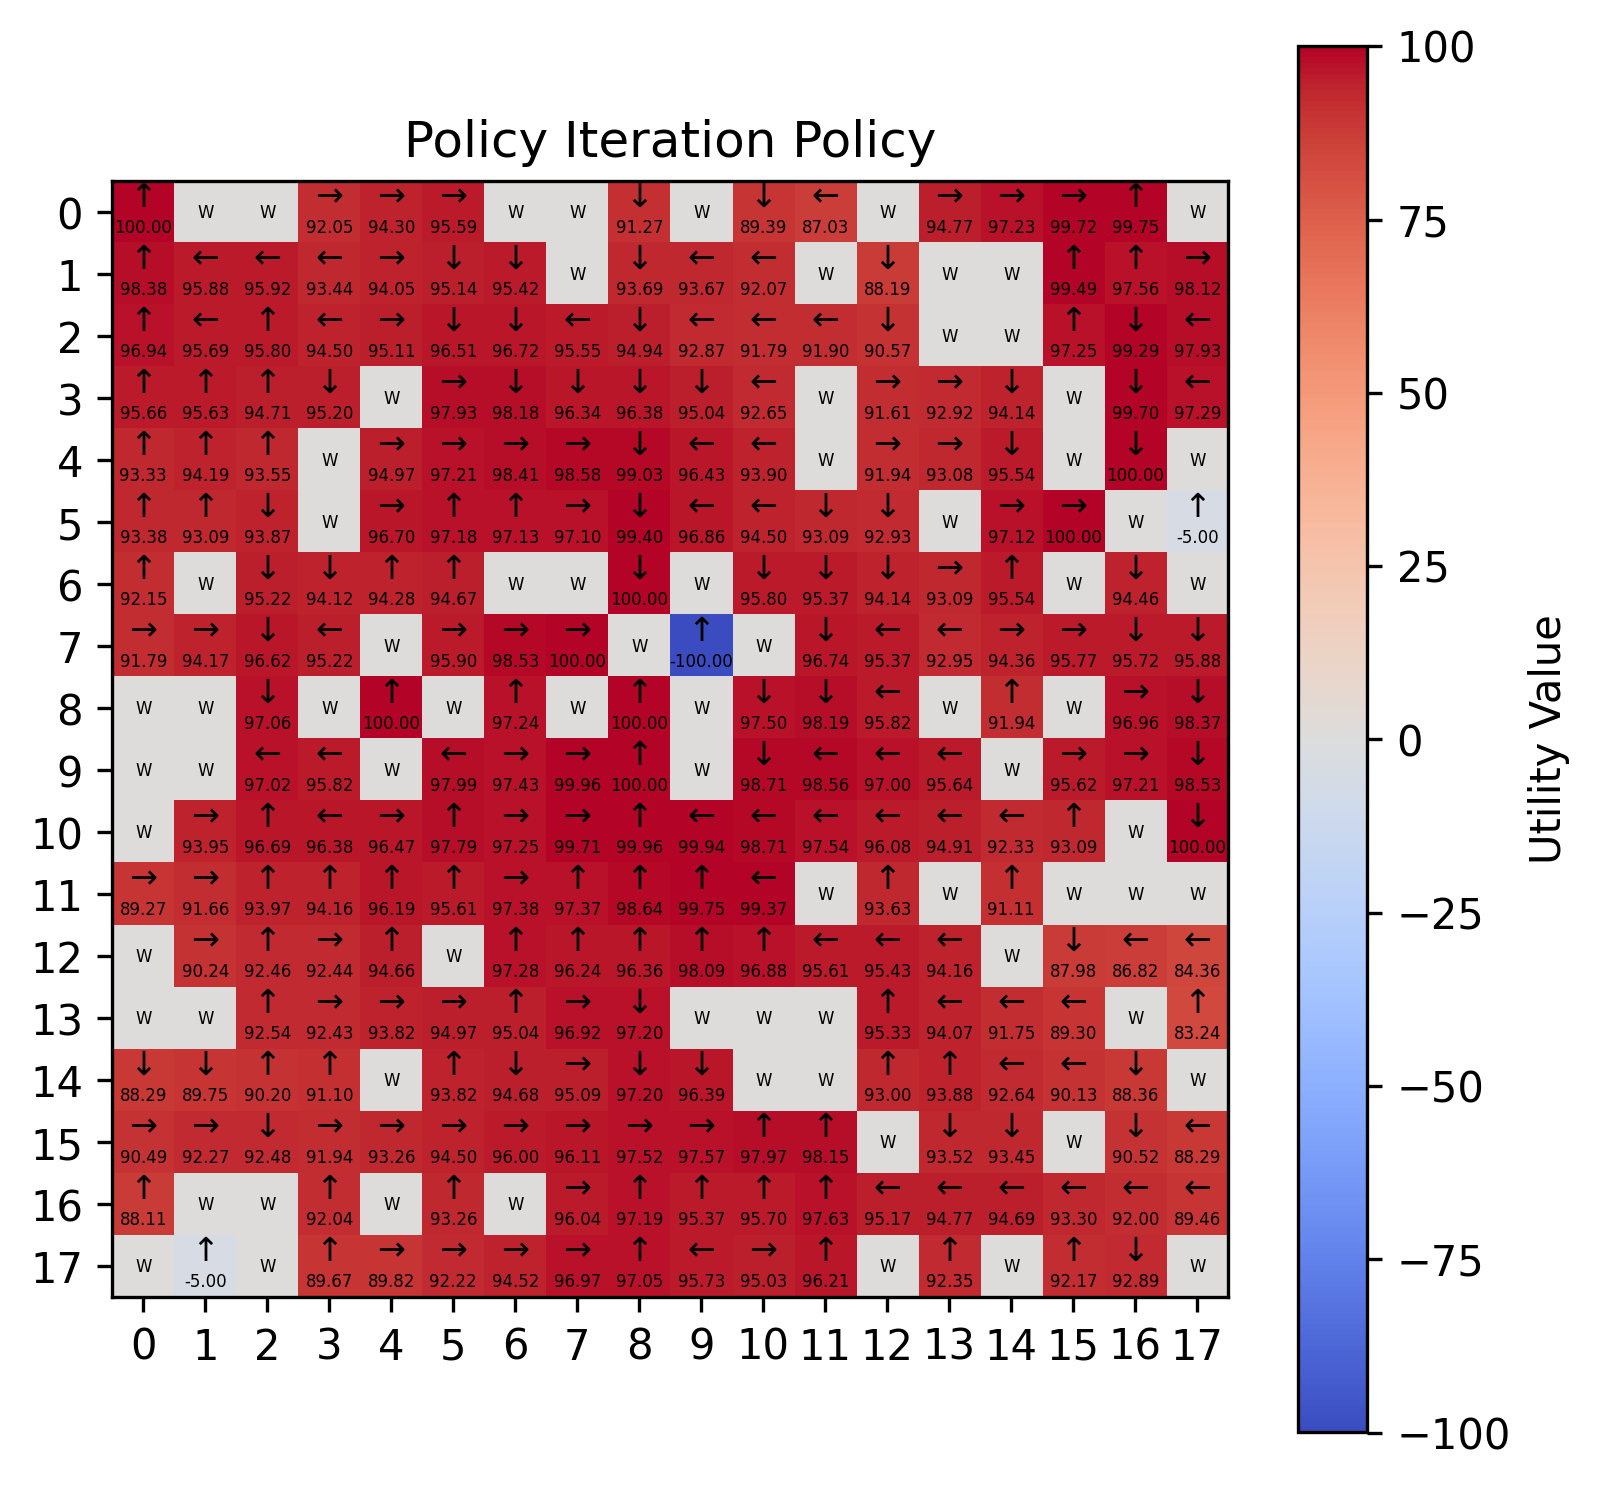 Policy Iteration Policy
0 ↑ W W → → → W W ↓ W ↓ ← W → → → ↑ W
100.00 92.05 94.30 95.59 91.27 89.39 87.03 94.77 97.23 99.72 99.75
1 ↑ ← ← ← → ↓ ↓ W ↓ ← ← W ↓ W W ↑ ↑ →
98.38 95.88 95.92 93.44 94.05 95.14 95.42 93.69 93.67 92.07 88.19 99.49 97.56 98.12
2 ↑ ← ↑ ← → ↓ ↓ ← ↓ ← ← ← ↓ W W ↑ ↓ ←
96.94 95.69 95.80 94.50 95.11 96.51 96.72 95.55 94.94 92.87 91.79 91.90 90.57 97.25 99.29 97.93
3 ↑ ↑ ↑ ↓ W → ↓ ↓ ↓ ↓ ← W → → ↓ W ↓ ←
95.66 95.63 94.71 95.20 97.93 98.18 96.34 96.38 95.04 92.65 91.61 92.92 94.14 99.70 97.29
4 ↑ ↑ ↑ W → → → → ↓ ← ← W → → ↓ W ↓ W
93.33 94.19 93.55 94.97 97.21 98.41 98.58 99.03 96.43 93.90 91.94 93.08 95.54 100.00
5 ↑ ↑ ↓ W → ↑ ↑ → ↓ ← ← ↓ ↓ W → → W ↑
93.38 93.09 93.87 96.70 97.18 97.13 97.10 99.40 96.86 94.50 93.09 92.93 97.12 100.00 -5.00
6 ↑ W ↓ ↓ ↑ ↑ W W ↓ W ↓ ↓ ↓ → ↑ W ↓ W
92.15 95.22 94.12 94.28 94.67 100.00 95.80 95.37 94.14 93.09 95.54 94.46
7 → → ↓ ← W → → → W ↑ W ↓ ← ← → → ↓ ↓
91.79 94.17 96.62 95.22 95.90 98.53 100.00 -100.00 96.74 95.37 92.95 94.36 95.77 95.72 95.88
8 W W ↓ W ↑ W ↑ W ↑ W ↓ ↓ ← W ↑ W → ↓
97.06 100.00 97.24 100.00 97.50 98.19 95.82 91.94 96.96 98.37
9 W W ← ← W ← → → ↑ W ↓ ← ← ← W → → ↓
97.02 95.82 97.99 97.43 99.96 100.00 98.71 98.56 97.00 95.64 95.62 97.21 98.53
10 W → ↑ ← → ↑ → → ↑ ← ← ← ← ← ← ↑ W ↓
93.95 96.69 96.38 96.47 97.79 97.25 99.71 99.96 99.94 98.71 97.54 96.08 94.91 92.33 93.09 100.00
11 → → ↑ ↑ ↑ ↑ → ↑ ↑ ↑ ← W ↑ W ↑ W W W
89.27 91.66 93.97 94.16 96.19 95.61 97.38 97.37 98.64 99.75 99.37 93.63 91.11
12 W → ↑ → ↑ W ↑ ↑ ↑ ↑ ↑ ← ← ← W ↓ ← ←
90.24 92.46 92.44 94.66 97.28 96.24 96.36 98.09 96.88 95.61 95.43 94.16 87.98 86.82 84.36
13 W W ↑ → → → ↑ → ↓ W W W ↑ ← ← ← W ↑
92.54 92.43 93.82 94.97 95.04 96.92 97.20 95.33 94.07 91.75 89.30 83.24
14 ↓ ↓ ↑ ↑ W ↑ ↓ → ↓ ↓ W W ↑ ↑ ← ← ↓ W
88.29 89.75 90.20 91.10 93.82 94.68 95.09 97.20 96.39 93.00 93.88 92.64 90.13 88.36
15 → → ↓ → → → → → → → ↑ ↑ W ↓ ↓ W ↓ ←
90.49 92.27 92.48 91.94 93.26 94.50 96.00 96.11 97.52 97.57 97.97 98.15 93.52 93.45 90.52 88.29
16 ↑ W W ↑ W ↑ W → ↑ ↑ ↑ ↑ ← ← ← ← ← ←
88.11 92.04 93.26 96.04 97.19 95.37 95.70 97.63 95.17 94.77 94.69 93.30 92.00 89.46
17 W ↑ W ↑ → → → → ↑ ← → ↑ W ↑ W ↑ ↓ W
-5.00 89.67 89.82 92.22 94.52 96.97 97.05 95.73 95.03 96.21 92.35 92.17 92.89
0 1 2 3 4 5 6 7 8 9 10 11 12 13 14 15 16 17
100
75
50
25
0
−25
−50
−75
−100
Utility Value